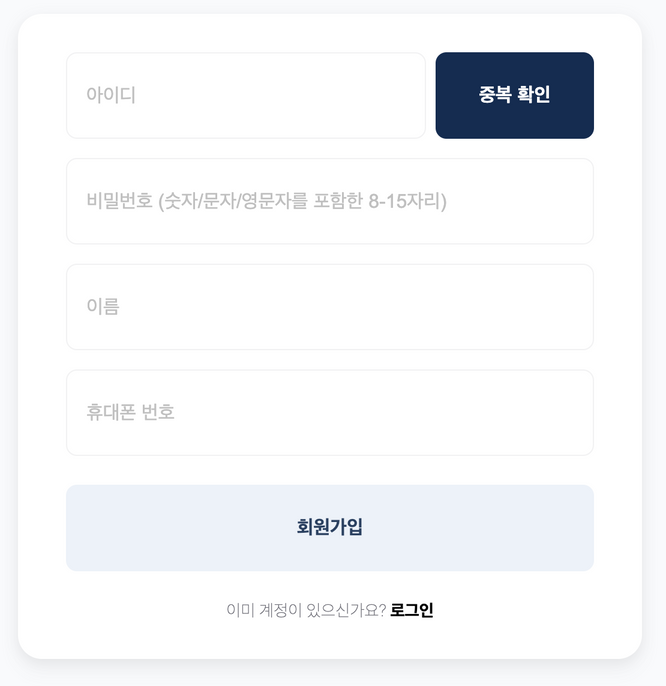 아이디
중복 확인
비밀번호 (숫자/문자/영문자를 포함한 8-15자리)
이름
휴대폰 번호
회원가입
이미 계정이 있으신가요? 로그인